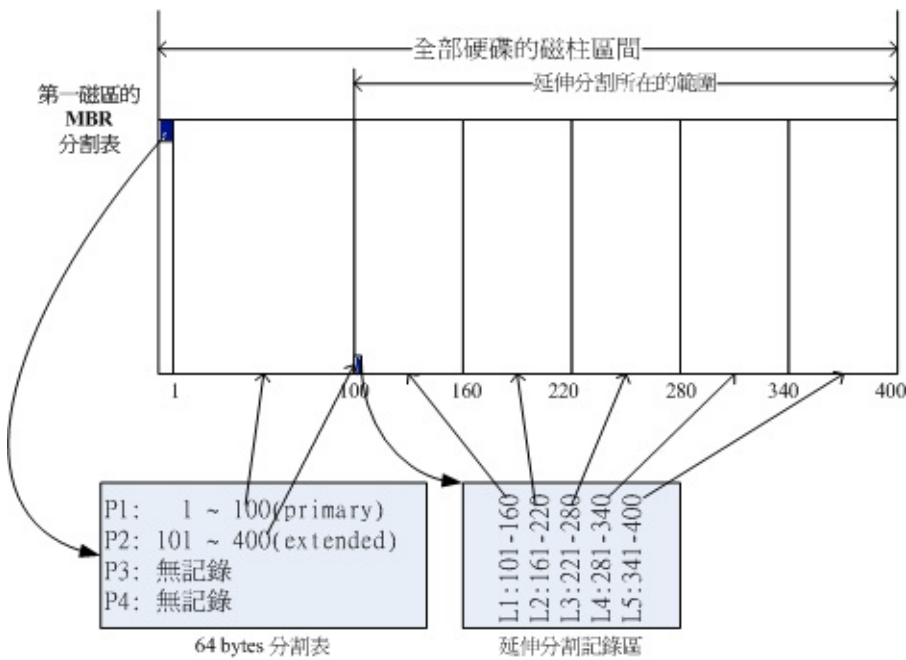 全部硬碟的磁柱區間
延伸分割所在的範圍
第一磁區的
MBR
分割表
1
100
160
220
280
340
400
P1: 1 ~ 100(primary)
P2: 101 ~ 400(extended)
P3: 無記錄
P4: 無記錄
64 bytes 分割表
L1:101-160
L2:161-220
L3:221-280
L4:281-340
L5:341-400
延伸分割記錄區